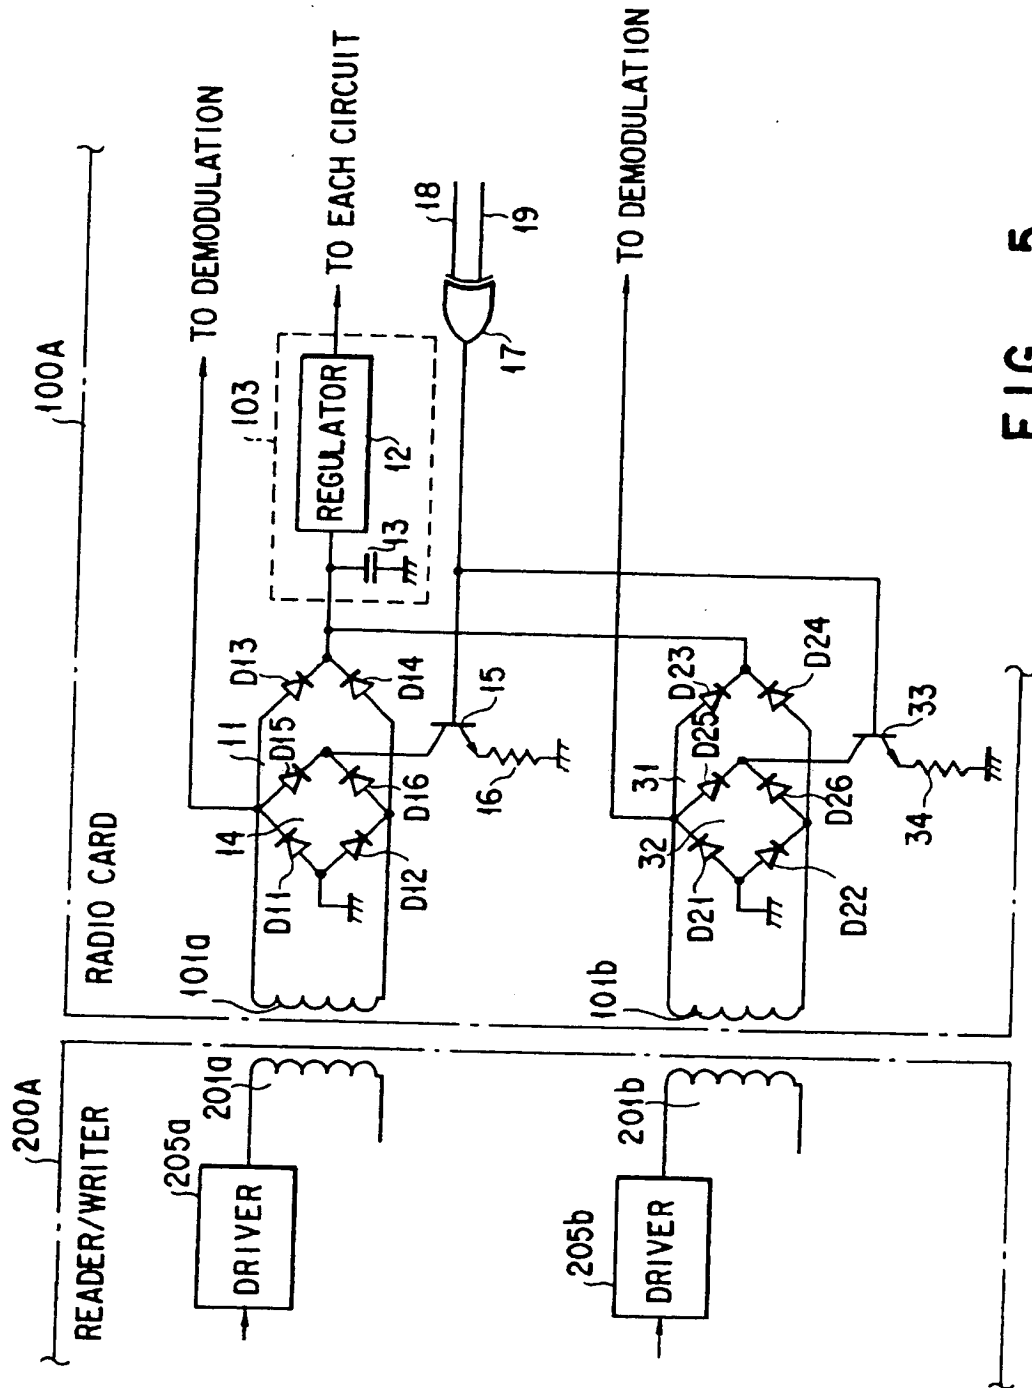 200A
READER/WRITER
205a
DRIVER
201a
205b
DRIVER
201b
100A
RADIO CARD
TO DEMODULATION
101a
11
14
D11
D12
D15
D16
D13
D14
103
REGULATOR
12
13
TO EACH CIRCUIT
15
16
17
18
19
TO DEMODULATION
101b
31
32
D21
D22
D25
D26
D23
D24
33
34
FIG. 5